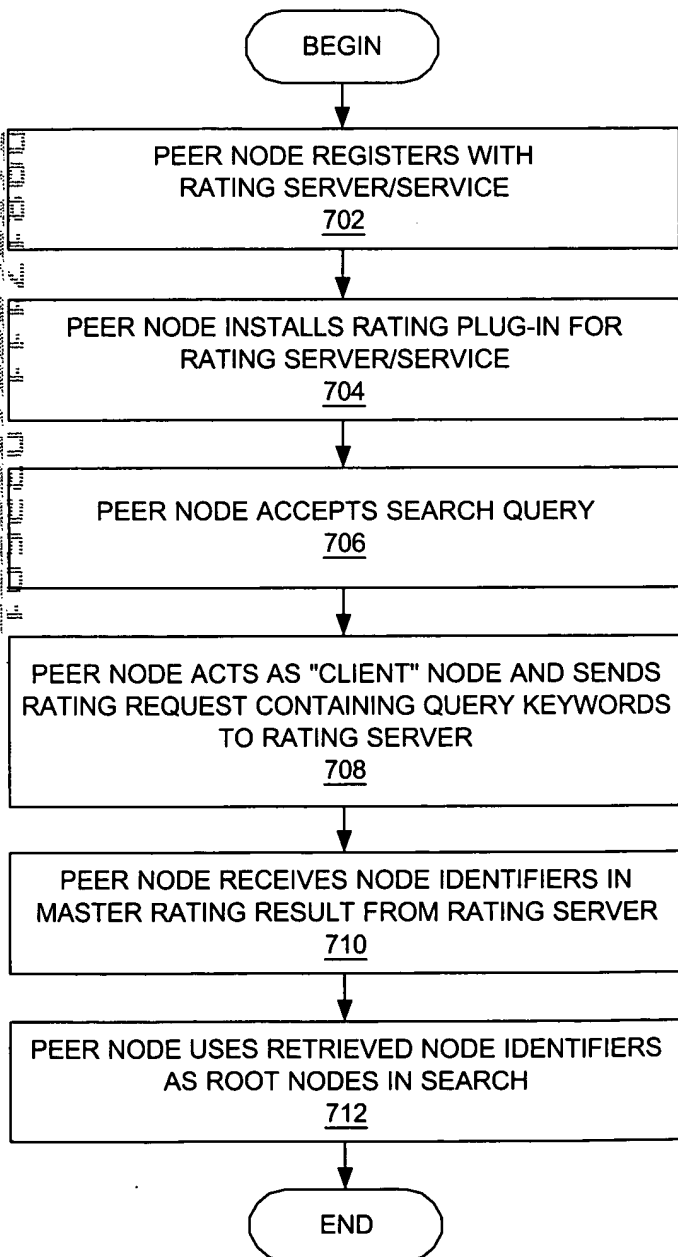 BEGIN
PEER NODE REGISTERS WITH
RATING SERVER/SERVICE
702
PEER NODE INSTALLS RATING PLUG-IN FOR
RATING SERVER/SERVICE
704
PEER NODE ACCEPTS SEARCH QUERY
706
PEER NODE ACTS AS "CLIENT" NODE AND SENDS
RATING REQUEST CONTAINING QUERY KEYWORDS
TO RATING SERVER
708
PEER NODE RECEIVES NODE IDENTIFIERS IN
MASTER RATING RESULT FROM RATING SERVER
710
PEER NODE USES RETRIEVED NODE IDENTIFIERS
AS ROOT NODES IN SEARCH
712
END